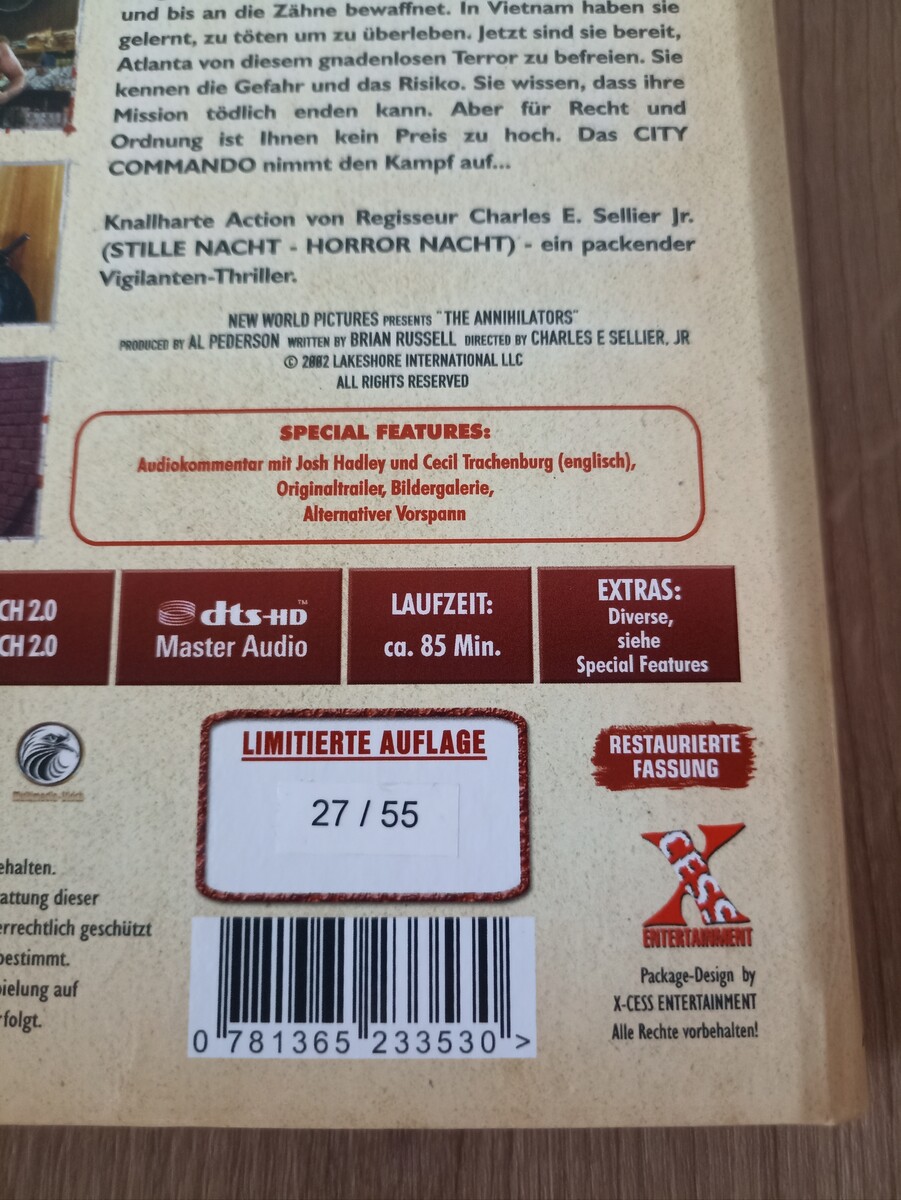 und bis an die Zähne bewaffnet. In Vietnam haben sie
gelernt, zu töten um zu überleben. Jetzt sind sie bereit,
Atlanta von diesem gnadenlosen Terror zu befreien. Sie
kennen die Gefahr und das Risiko. Sie wissen, dass ihre
Mission tödlich enden kann. Aber für Recht und
Ordnung ist Ihnen kein Preis zu hoch. Das CITY
COMMANDO nimmt den Kampf auf...
Knallharte Action von Regisseur Charles E. Sellier Jr.
(STILLE NACHT - HORROR NACHT) - ein packender
Vigilanten-Thriller.
NEW WORLD PICTURES PRESENTS "THE ANNIHILATORS"
PRODUCED BY AL PEDERSON WRITTEN BY BRIAN RUSSELL DIRECTED BY CHARLES E SELLIER, JR
© 2002 LAKESHORE INTERNATIONAL LLC
ALL RIGHTS RESERVED
SPECIAL FEATURES:
Audiokommentar mit Josh Hadley und Cecil Trachenburg (englisch),
Originaltrailer, Bildergalerie,
Alternativer Vorspann
CH 2.0
CH 2.0
dts-HD™
Master Audio
LAUFZEIT:
ca. 85 Min.
EXTRAS:
Diverse,
siehe
Special Features
LIMITIERTE AUFLAGE
27 / 55
RESTAURIERTE
FASSUNG
ehalten.
attung dieser
errechtlich geschützt
bestimmt.
ielung auf
folgt.
0 781365 233530 >
X
CESS
ENTERTAINMENT
Package-Design by
X-CESS ENTERTAINMENT
Alle Rechte vorbehalten!